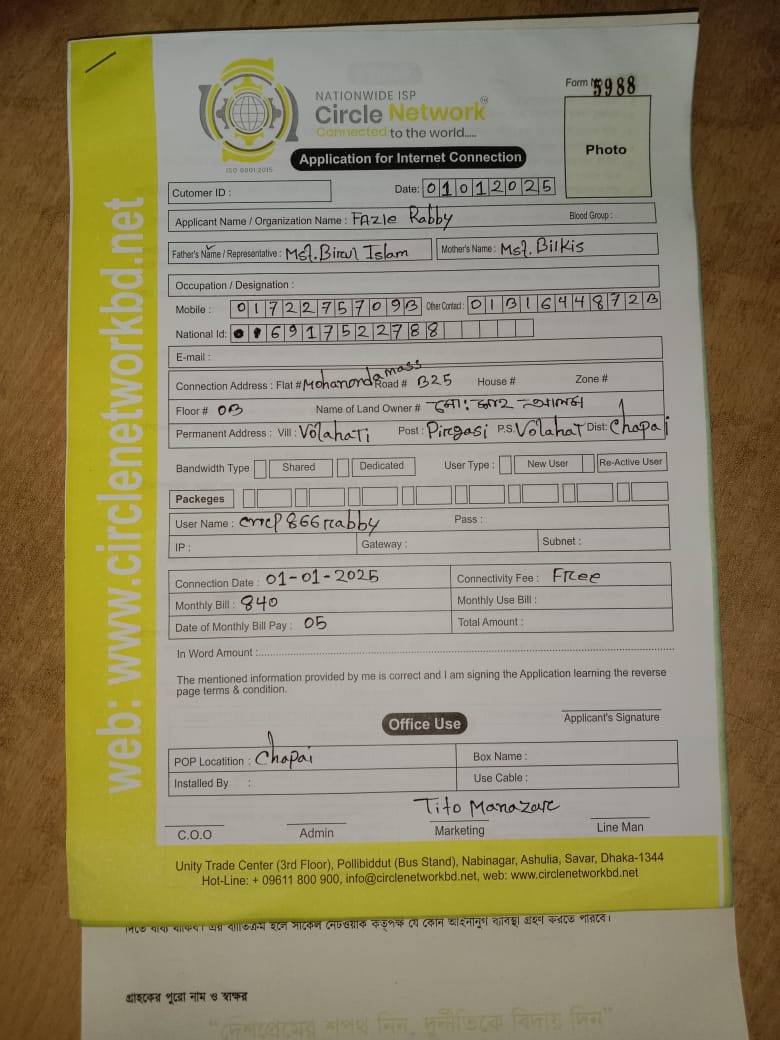 Form No 5988
NATIONWIDE ISP
Circle Network
Connected to the world.....
ISO 9001:2015
Application for Internet Connection
Photo
Cutomer ID :
Date: 01012025
Applicant Name / Organization Name : FAZle Rabby Blood Group :
Father's Name / Representative : Mst. Birul Islam Mother's Name : Mst. Bilkis
Occupation / Designation :
Mobile : 01722757093 Other Contact : 01316448723
National Id: 6917522788
E-mail :
Connection Address : Flat # Mohanonda mass Road # B25 House # Zone #
Floor # 03 Name of Land Owner # মো:
Permanent Address : Vill : Volahati Post : Pirgasi P.S. Volahat Dist: Chapai
Bandwidth Type Shared Dedicated User Type : New User Re-Active User
Packeges
User Name : cncp866rabby Pass :
IP : Gateway : Subnet :
Connection Date : 01-01-2025 Connectivity Fee : Free
Monthly Bill : 840 Monthly Use Bill :
Date of Monthly Bill Pay : 05 Total Amount :
In Word Amount :
The mentioned information provided by me is correct and I am signing the Application learning the reverse
page terms & condition.
Applicant's Signature
Office Use
POP Locatition : Chapai Box Name :
Installed By : Use Cable :
Tito Manazare
C.O.O Admin Marketing Line Man
Unity Trade Center (3rd Floor), Pollibiddut (Bus Stand), Nabinagar, Ashulia, Savar, Dhaka-1344
Hot-Line: + 09611 800 900, info@circlenetworkbd.net, web: www.circlenetworkbd.net
web: www.circlenetworkbd.net
গ্রাহকের পুরো নাম ও স্বাক্ষর
"দেশপ্রেমের শপথ নিন, দুর্নীতিকে বিদায় দিন"